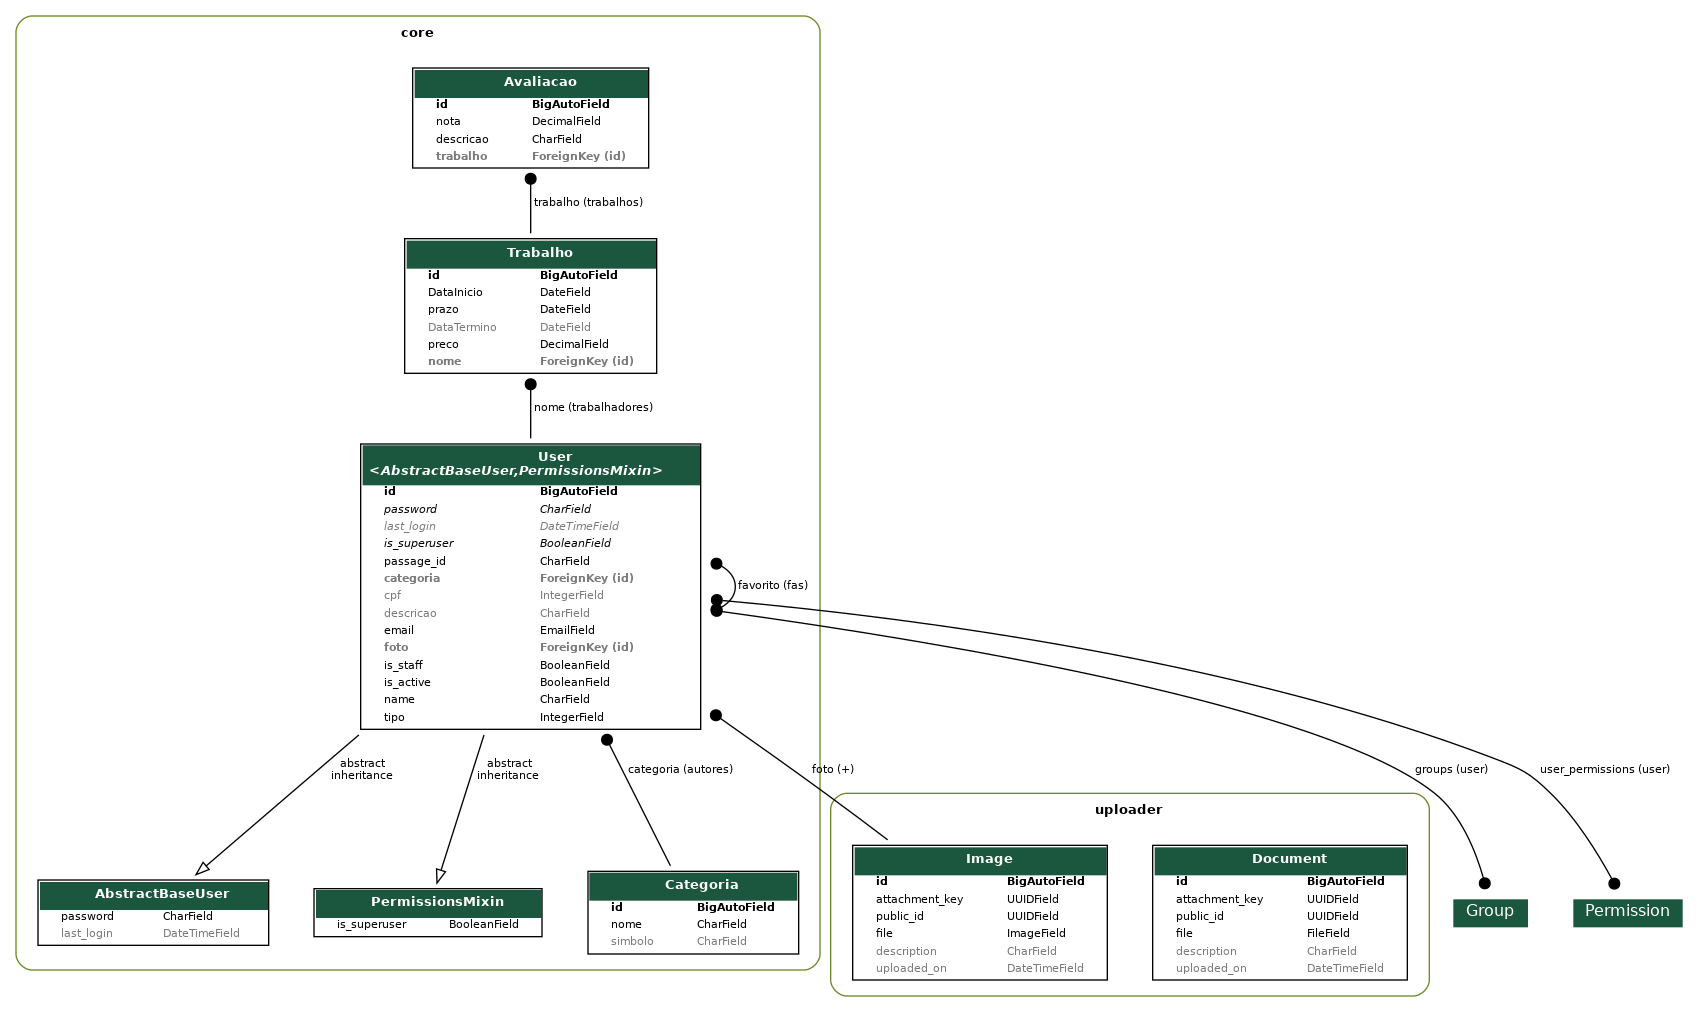 core
Avaliacao
id BigAutoField
nota DecimalField
descricao CharField
trabalho ForeignKey (id)
trabalho (trabalhos)
Trabalho
id BigAutoField
DataInicio DateField
prazo DateField
DataTermino DateField
preco DecimalField
nome ForeignKey (id)
nome (trabalhadores)
User
<AbstractBaseUser,PermissionsMixin>
id BigAutoField
password CharField
last_login DateTimeField
is_superuser BooleanField
passage_id CharField
categoria ForeignKey (id)
cpf IntegerField
descricao CharField
email EmailField
foto ForeignKey (id)
is_staff BooleanField
is_active BooleanField
name CharField
tipo IntegerField
favorito (fas)
abstract
inheritance
abstract
inheritance
categoria (autores)
foto (+)
groups (user)
user_permissions (user)
AbstractBaseUser
password CharField
last_login DateTimeField
PermissionsMixin
is_superuser BooleanField
Categoria
id BigAutoField
nome CharField
simbolo CharField
uploader
Image
id BigAutoField
attachment_key UUIDField
public_id UUIDField
file ImageField
description CharField
uploaded_on DateTimeField
Document
id BigAutoField
attachment_key UUIDField
public_id UUIDField
file FileField
description CharField
uploaded_on DateTimeField
Group
Permission